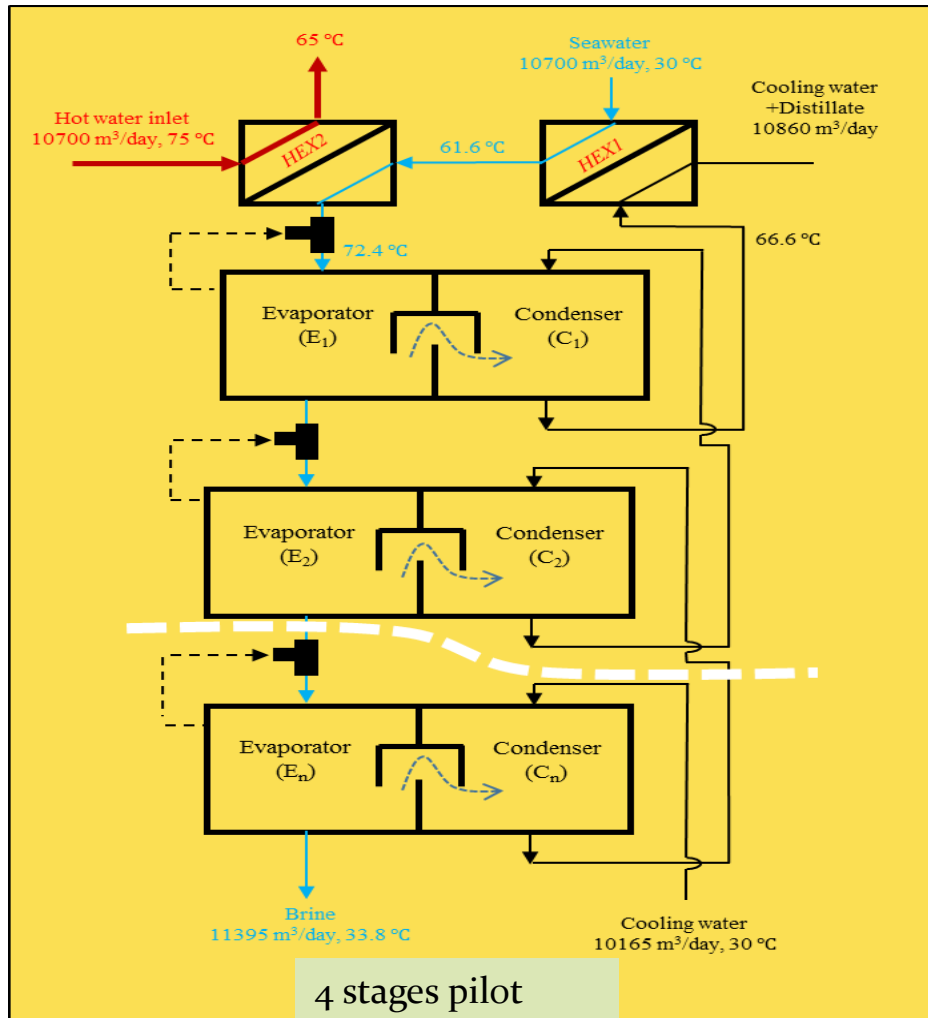 65 °C
Seawater
10700 m³/day, 30 °C
Cooling water
+Distillate
10860 m³/day
Hot water inlet
10700 m³/day, 75 °C
HEX2
61.6 °C
HEX1
66.6 °C
72.4 °C
Evaporator
(E₁)
Condenser
(C₁)
Evaporator
(E₂)
Condenser
(C₂)
Evaporator
(Eₙ)
Condenser
(Cₙ)
Brine
11395 m³/day, 33.8 °C
Cooling water
10165 m³/day, 30 °C
4 stages pilot